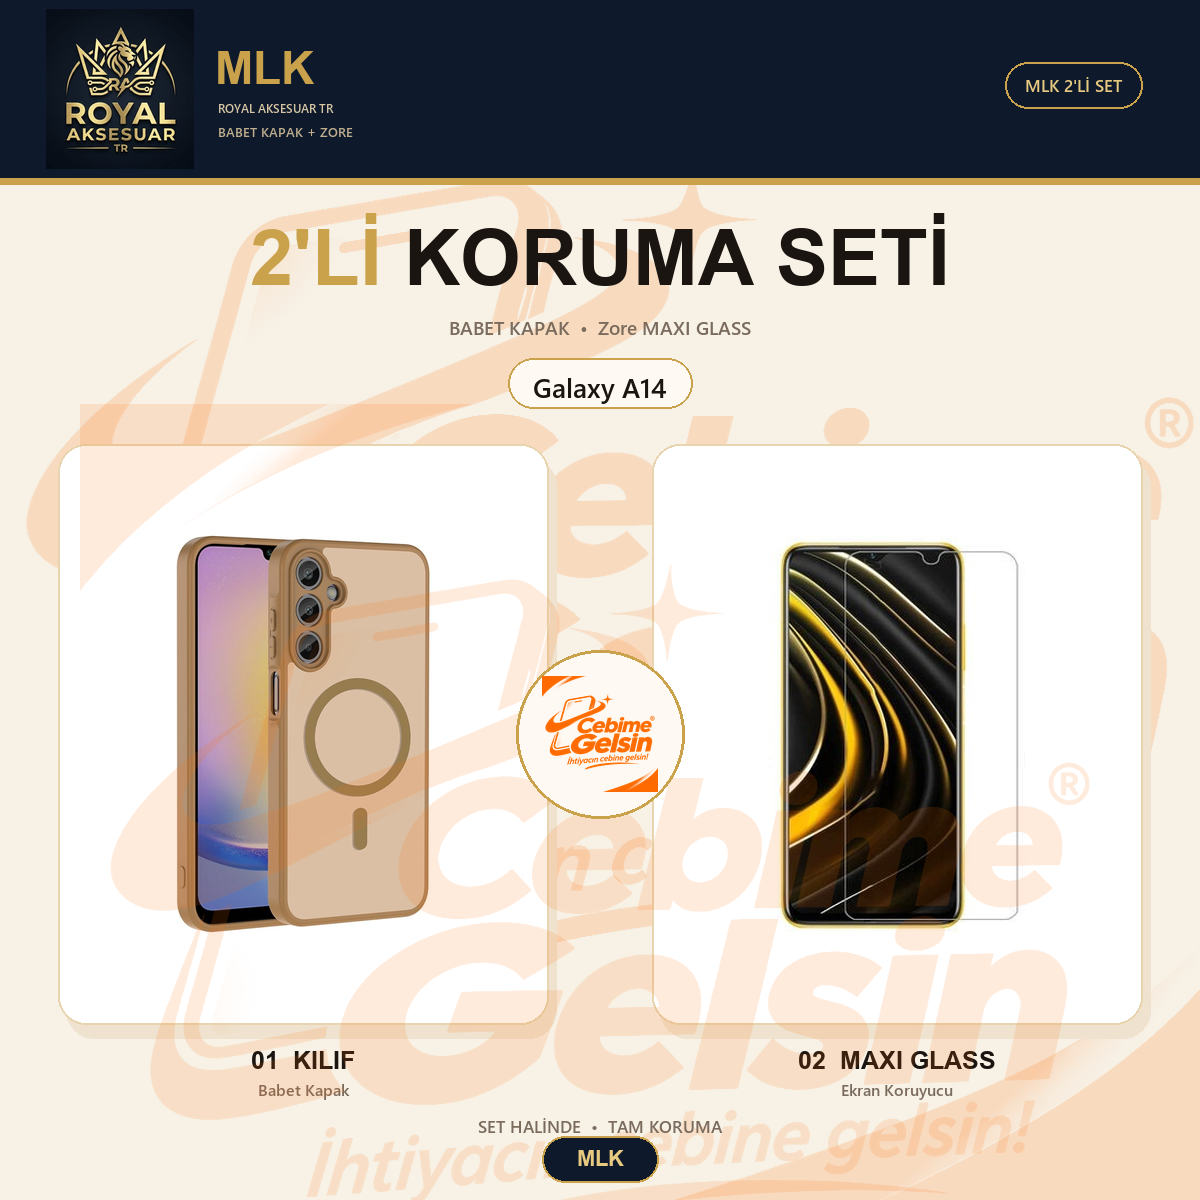 ROYAL
AKSESUAR
TR
MLK
ROYAL AKSESUAR TR
BABET KAPAK + ZORE
MLK 2'Lİ SET
2'Lİ KORUMA SETİ
BABET KAPAK • Zore MAXI GLASS
Galaxy A14
Cebime
Gelsin
İhtiyacın cebine gelsin!
®
Cebime®
Gelsin
İhtiyacın cebine gelsin!
01 KILIF
Babet Kapak
02 MAXI GLASS
Ekran Koruyucu
SET HALİNDE • TAM KORUMA
MLK